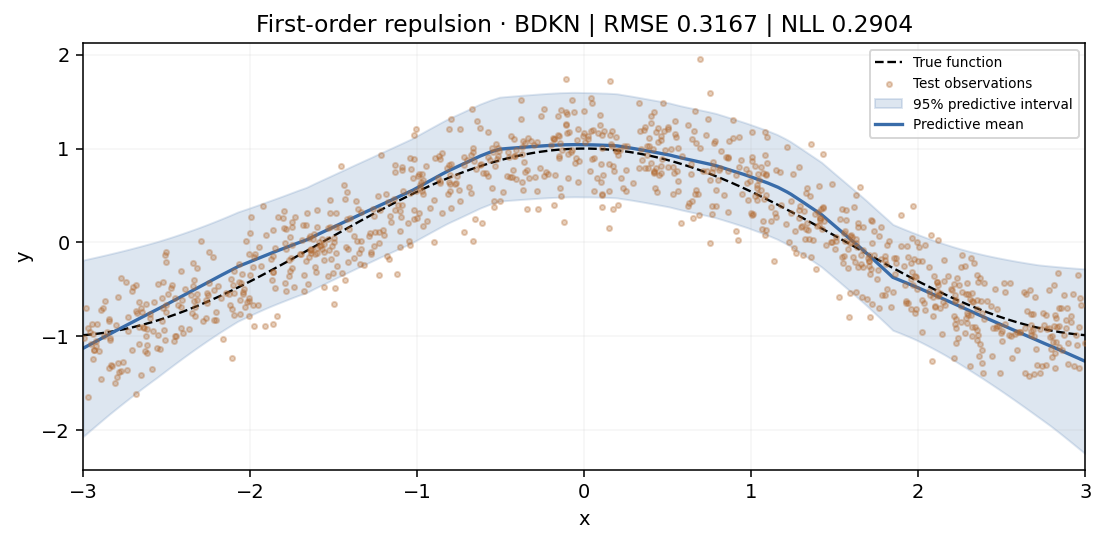 First-order repulsion · BDKN | RMSE 0.3167 | NLL 0.2904
True function
Test observations
95% predictive interval
Predictive mean
y
2
1
0
−1
−2
−3
−2
−1
0
1
2
3
x